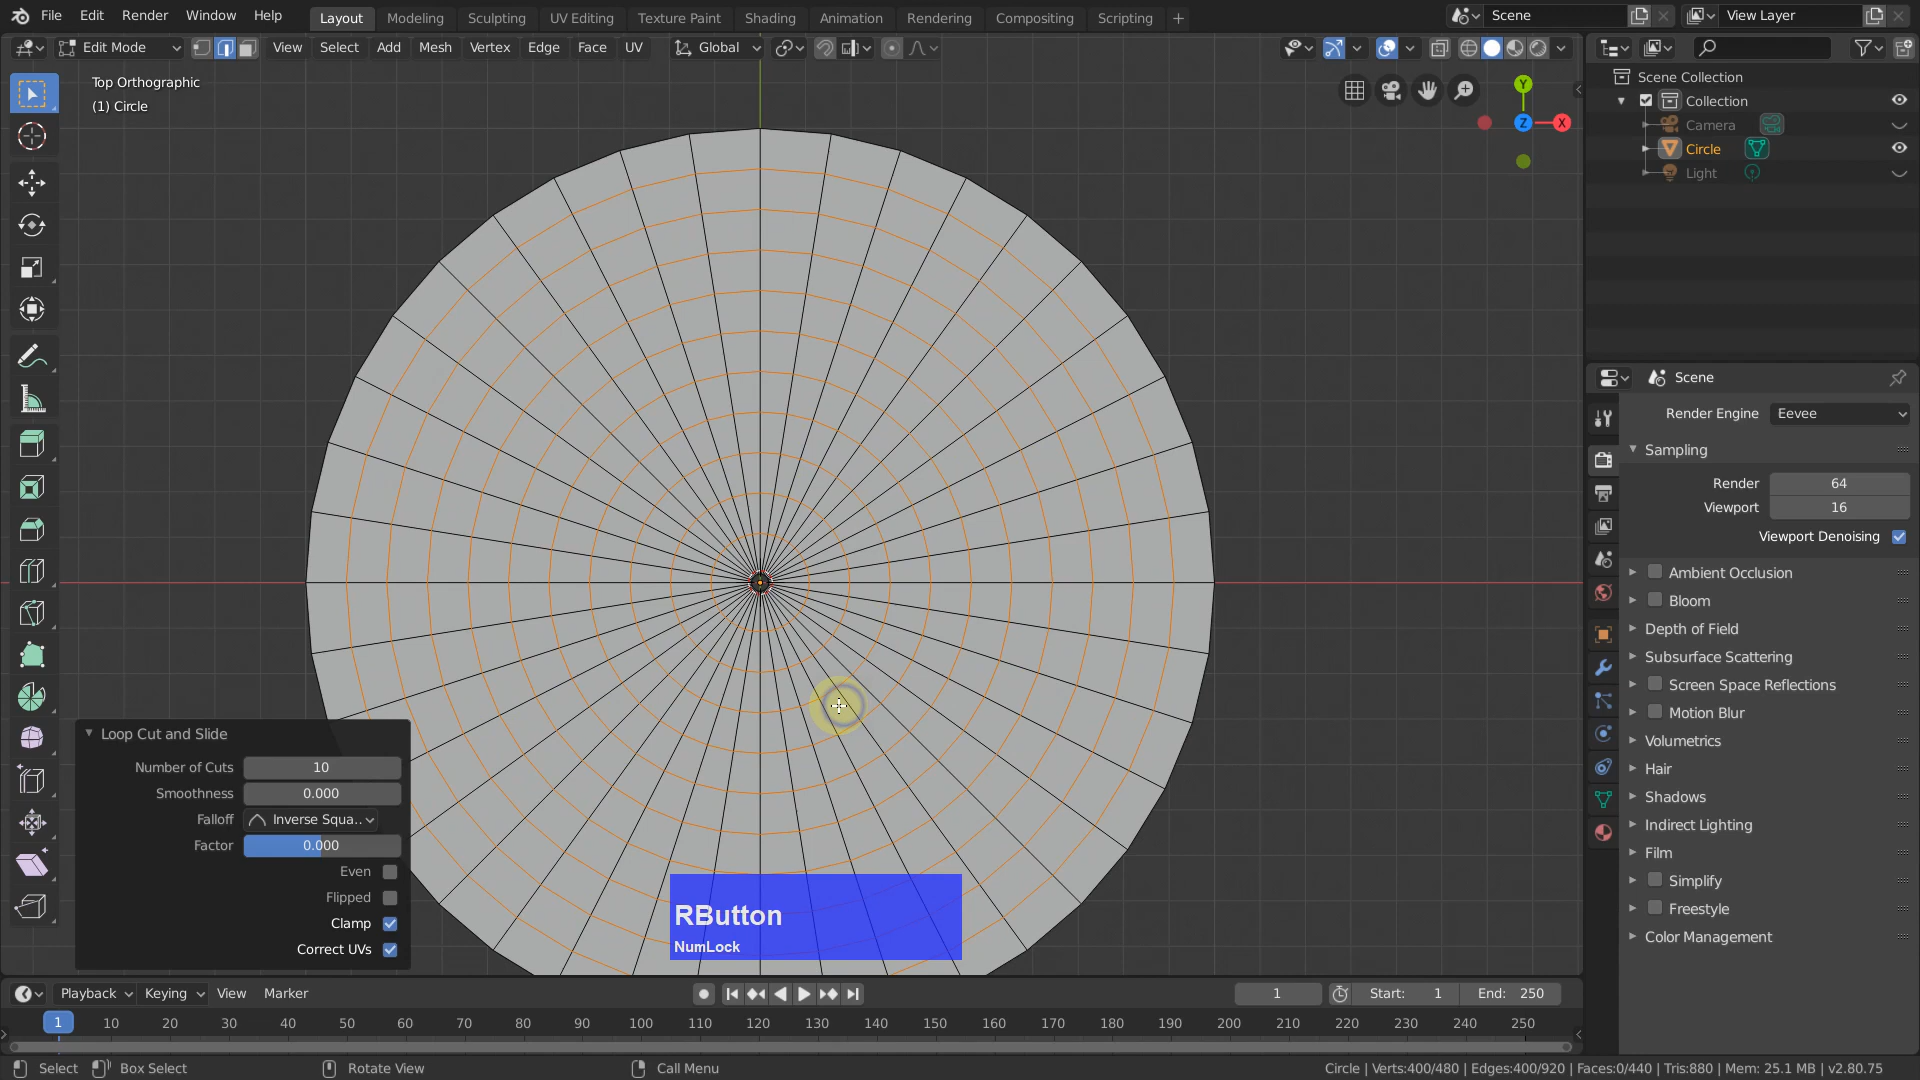 File Edit Render Window Help Layout Modeling Sculpting UV Editing Texture Paint Shading Animation Rendering Compositing Scripting + Scene View Layer
Edit Mode View Select Add Mesh Vertex Edge Face UV Global
Top Orthographic
(1) Circle
Y
X
Z
Scene Collection
Collection
Camera
Circle
Light
Scene
Render Engine Eevee
Sampling
Render 64
Viewport 16
Viewport Denoising
Ambient Occlusion
Bloom
Depth of Field
Subsurface Scattering
Screen Space Reflections
Motion Blur
Volumetrics
Hair
Shadows
Indirect Lighting
Film
Simplify
Freestyle
Color Management
Loop Cut and Slide
Number of Cuts 10
Smoothness 0.000
Falloff Inverse Squa..
Factor 0.000
Even
Flipped
Clamp
Correct UVs
RButton
NumLock
Playback Keying View Marker 1 Start: 1 End: 250
1 10 20 30 40 50 60 70 80 90 100 110 120 130 140 150 160 170 180 190 200 210 220 230 240 250
Select Box Select Rotate View Call Menu Circle | Verts:400/480 | Edges:400/920 | Faces:0/440 | Tris:880 | Mem: 25.1 MB | v2.80.75